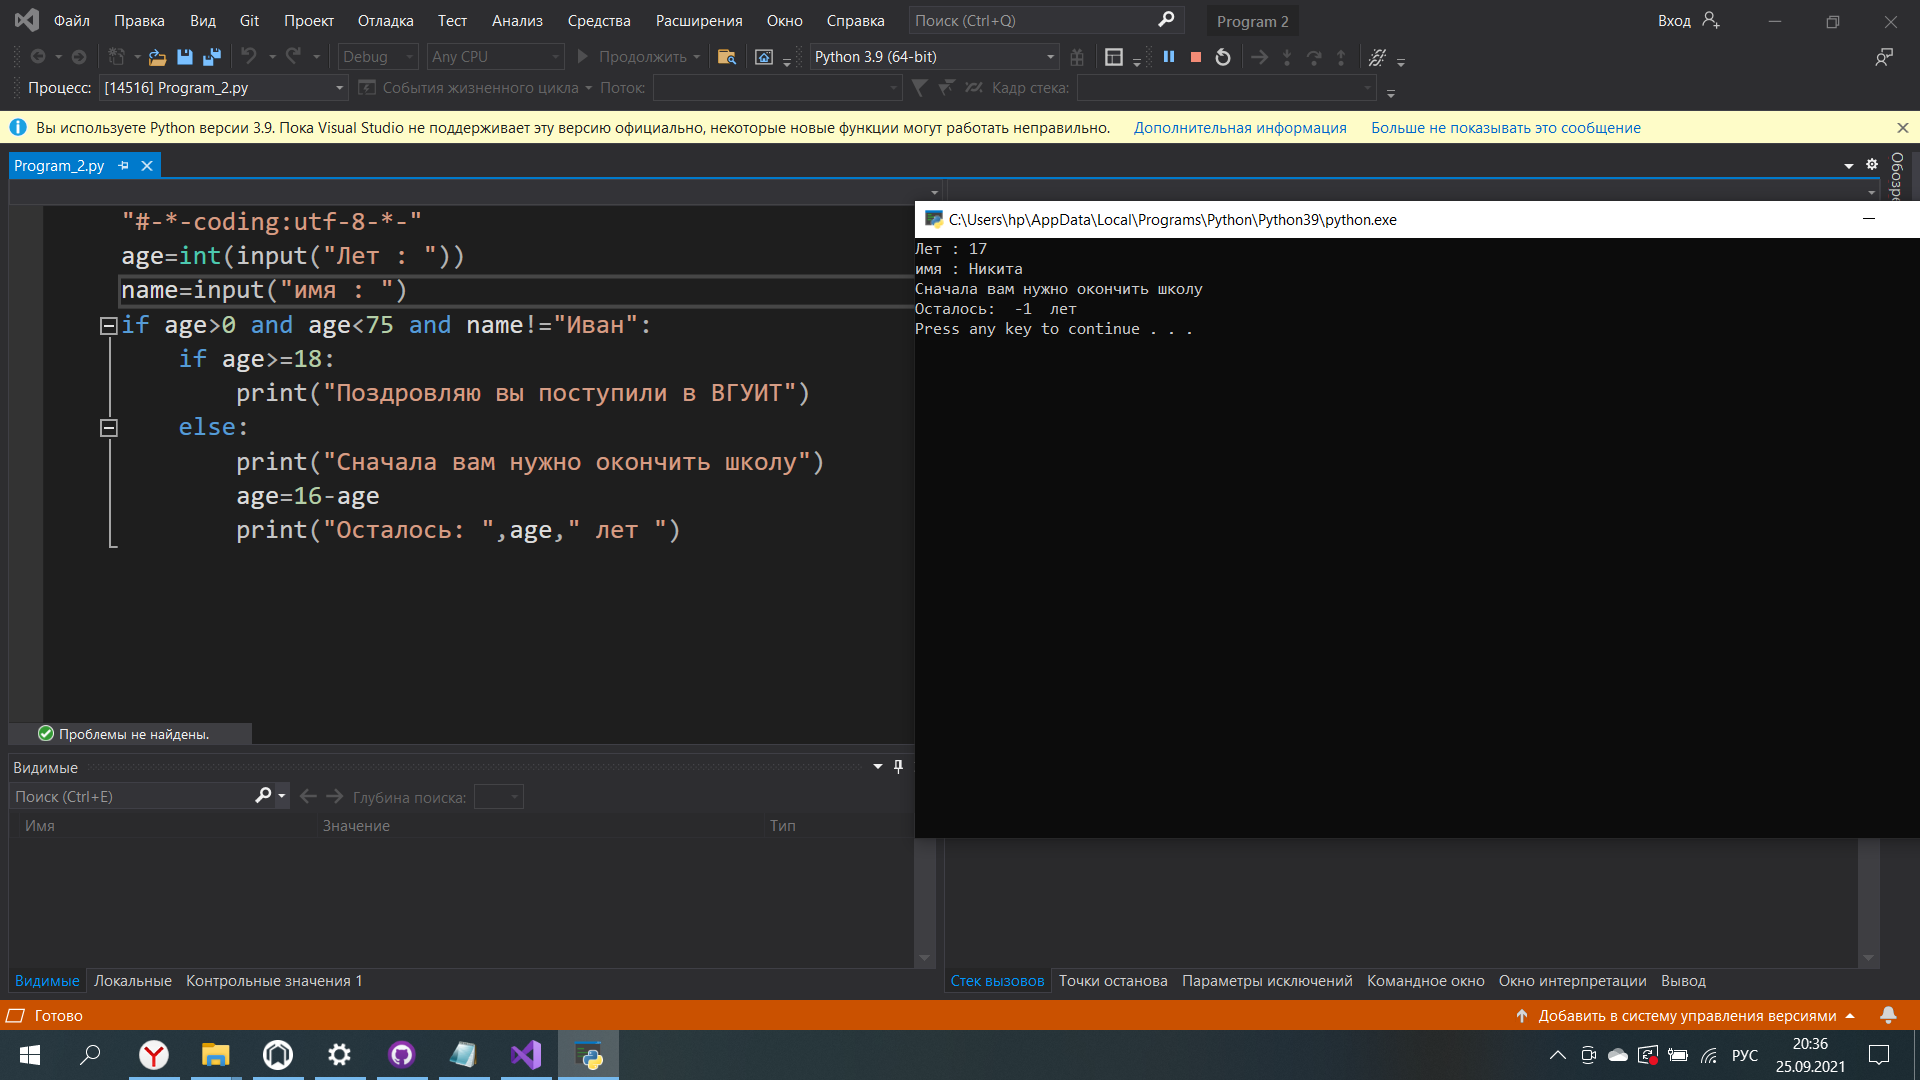 Файл Правка Вид Git Проект Отладка Тест Анализ Средства Расширения Окно Справка Поиск (Ctrl+Q) Program 2 Вход
Debug Any CPU Продолжить Python 3.9 (64-bit)
Процесс: [14516] Program_2.py События жизненного цикла Поток: Кадр стека:
Вы используете Python версии 3.9. Пока Visual Studio не поддерживает эту версию официально, некоторые новые функции могут работать неправильно. Дополнительная информация Больше не показывать это сообщение
Program_2.py
"#-*-coding:utf-8-*-"
age=int(input("Лет : "))
name=input("имя : ")
if age>0 and age<75 and name!="Иван":
if age>=18:
print("Поздровляю вы поступили в ВГУИТ")
else:
print("Сначала вам нужно окончить школу")
age=16-age
print("Осталось: ",age," лет ")
C:\Users\hp\AppData\Local\Programs\Python\Python39\python.exe
Лет : 17
имя : Никита
Сначала вам нужно окончить школу
Осталось:  -1  лет
Press any key to continue . . .
Проблемы не найдены.
Видимые
Поиск (Ctrl+E) Глубина поиска:
Имя Значение Тип
Видимые Локальные Контрольные значения 1
Стек вызовов Точки останова Параметры исключений Командное окно Окно интерпретации Вывод
Готово Добавить в систему управления версиями
РУС 20:36
25.09.2021